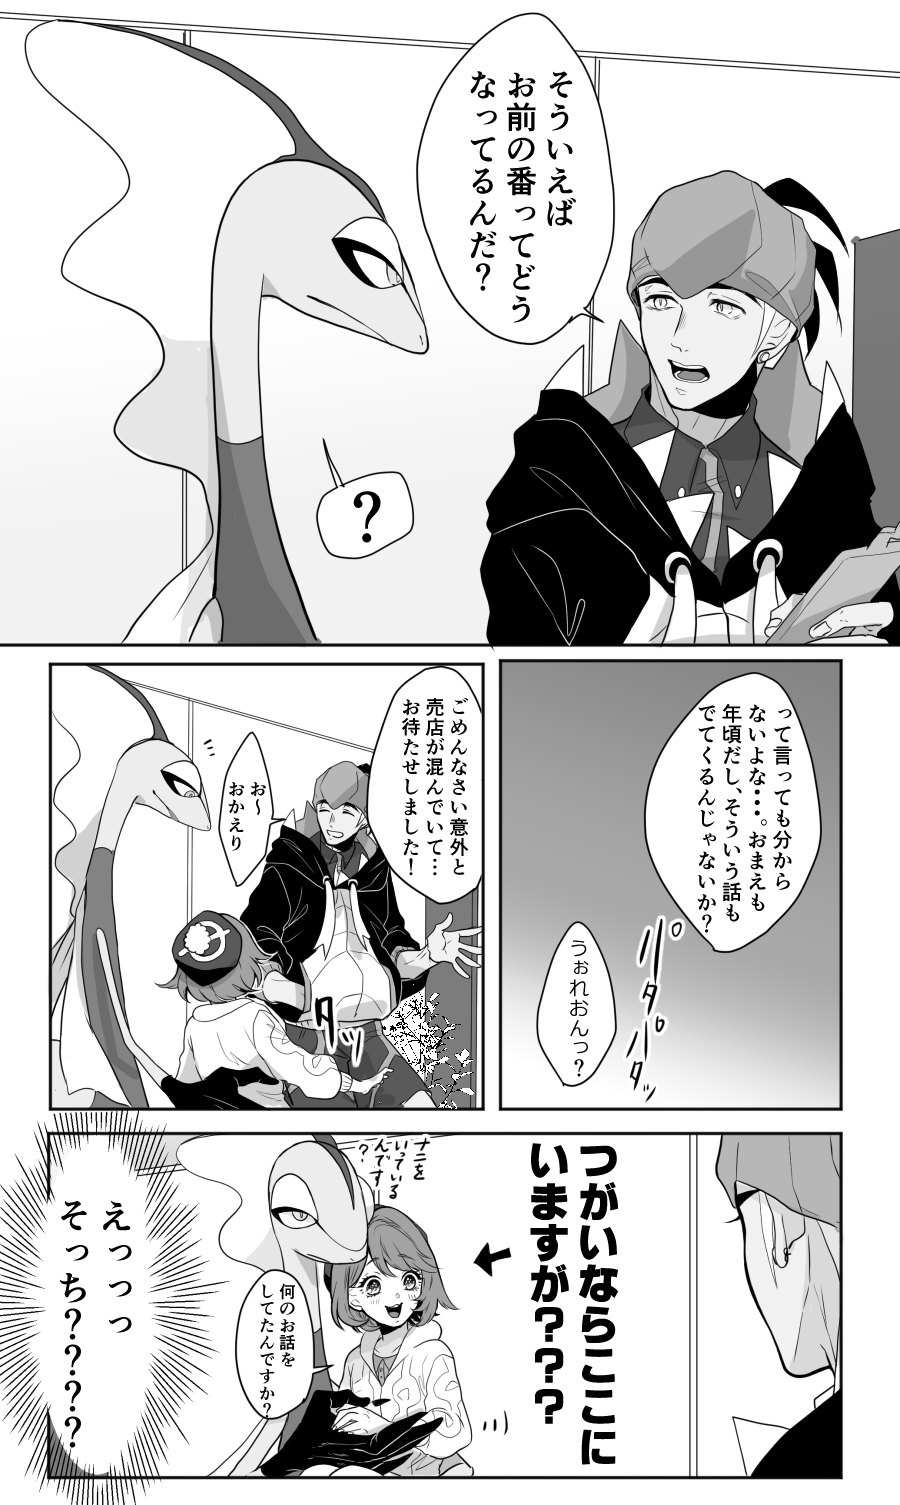 そういえば
お前の番ってどう
なってるんだ？
？
って言っても分から
ないよな・・・。おまえも
年頃だし、そういう話も
でてくるんじゃないか？
パタパタッ
うぉれおんっ？
ごめんなさい意外と
売店が混んでいて…
お待たせしました！
お〜
おかえり
タッ
つがいならここに
いますが？？？
ナニを
いっている
んです
？
何のお話を
してたんですか？
えっっっ
そっち？？？？